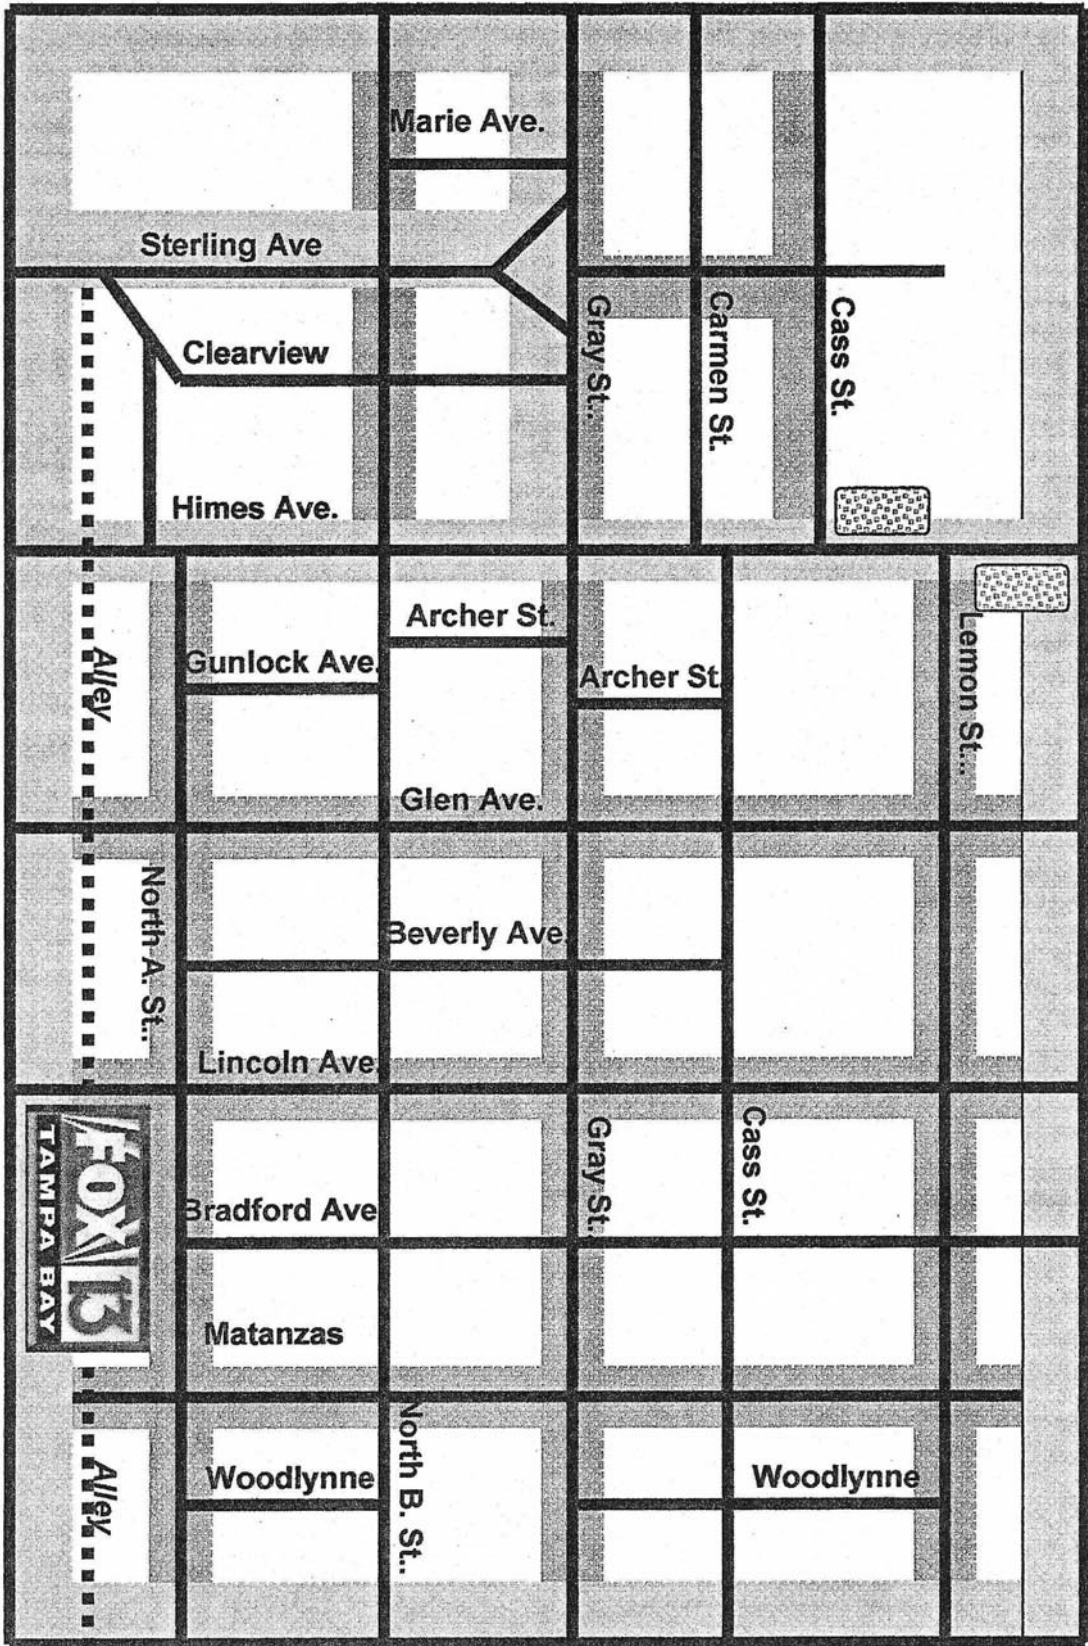 Marie Ave.
Sterling Ave
Gray St..
Carmen St.
Cass St.
Clearview
Himes Ave.
Archer St.
Lemon St...
Alley
Gunlock Ave.
Archer St.
Glen Ave.
North A. St..
Beverly Ave.
Lincoln Ave.
FOX 13
TAMPA BAY
Gray St..
Cass St.
Bradford Ave
Matanzas
North B. St..
Alley
Woodlynne
Woodlynne